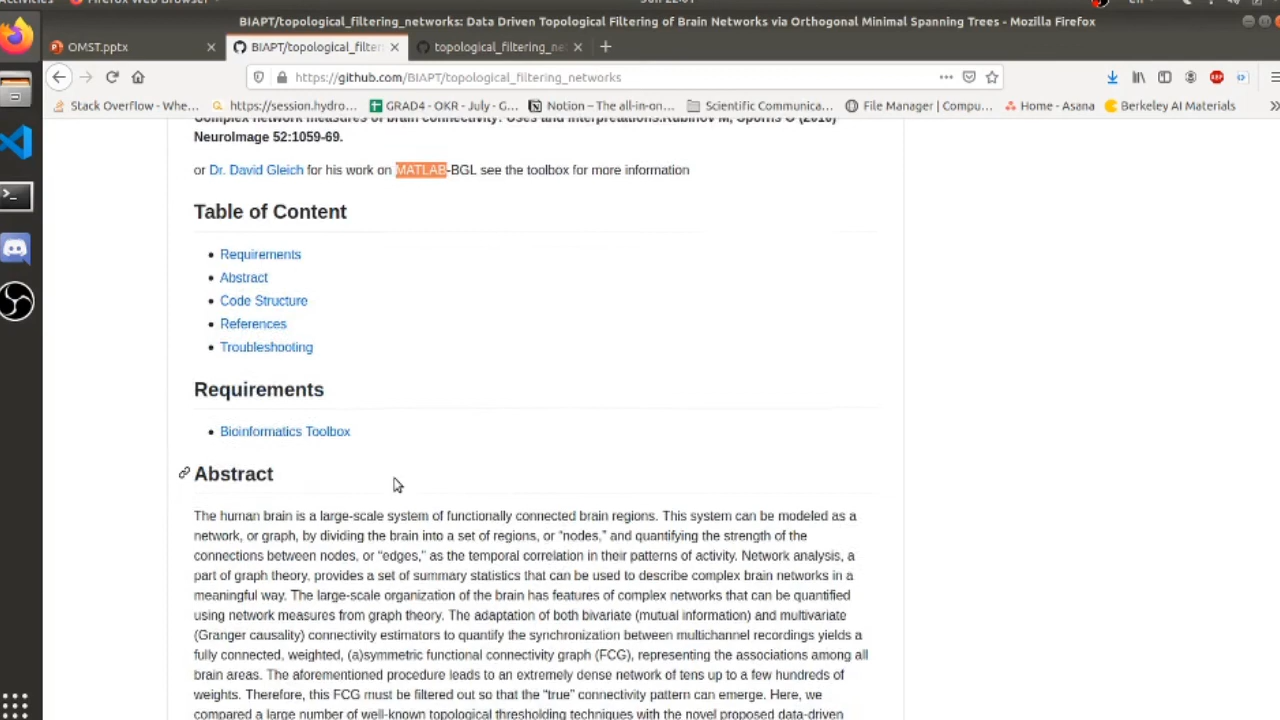 Activities
Firefox Web Browser
Sun 22:01
en
BIAPT/topological_filtering_networks: Data Driven Topological Filtering of Brain Networks via Orthogonal Minimal Spanning Trees - Mozilla Firefox
OMST.pptx
BIAPT/topological_filteri
topological_filtering_ne
https://github.com/BIAPT/topological_filtering_networks
Stack Overflow - Whe...
https://session.hydro...
GRAD4 - OKR - July - G...
Notion – The all-in-on...
Scientific Communica...
File Manager | Compu...
Home - Asana
Berkeley AI Materials
Complex network measures of brain connectivity: Uses and interpretations.Rubinov M, Sporns O (2010)
NeuroImage 52:1059-69.
or Dr. David Gleich for his work on MATLAB-BGL see the toolbox for more information
Table of Content
Requirements
Abstract
Code Structure
References
Troubleshooting
Requirements
Bioinformatics Toolbox
Abstract
The human brain is a large-scale system of functionally connected brain regions. This system can be modeled as a
network, or graph, by dividing the brain into a set of regions, or “nodes,” and quantifying the strength of the
connections between nodes, or “edges,” as the temporal correlation in their patterns of activity. Network analysis, a
part of graph theory, provides a set of summary statistics that can be used to describe complex brain networks in a
meaningful way. The large-scale organization of the brain has features of complex networks that can be quantified
using network measures from graph theory. The adaptation of both bivariate (mutual information) and multivariate
(Granger causality) connectivity estimators to quantify the synchronization between multichannel recordings yields a
fully connected, weighted, (a)symmetric functional connectivity graph (FCG), representing the associations among all
brain areas. The aforementioned procedure leads to an extremely dense network of tens up to a few hundreds of
weights. Therefore, this FCG must be filtered out so that the “true” connectivity pattern can emerge. Here, we
compared a large number of well-known topological thresholding techniques with the novel proposed data-driven